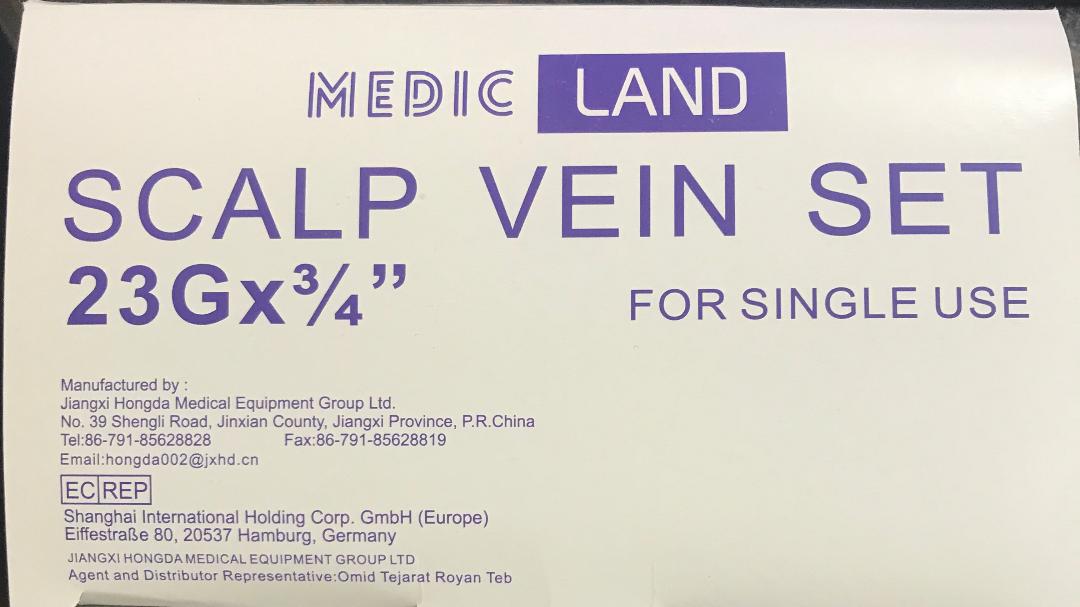 MEDIC LAND
SCALP VEIN SET
23Gx¾”
FOR SINGLE USE
Manufactured by :
Jiangxi Hongda Medical Equipment Group Ltd.
No. 39 Shengli Road, Jinxian County, Jiangxi Province, P.R.China
Tel:86-791-85628828 Fax:86-791-85628819
Email:hongda002@jxhd.cn
EC REP
Shanghai International Holding Corp. GmbH (Europe)
Eiffestraße 80, 20537 Hamburg, Germany
JIANGXI HONGDA MEDICAL EQUIPMENT GROUP LTD
Agent and Distributor Representative:Omid Tejarat Royan Teb